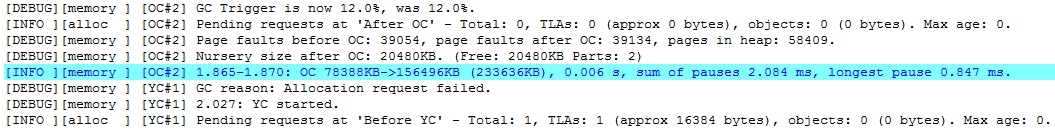 [DEBUG][memory ] [OC#2] GC Trigger is now 12.0%, was 12.0%.
[INFO ][alloc  ] [OC#2] Pending requests at 'After OC' - Total: 0, TLAs: 0 (approx 0 bytes), objects: 0 (0 bytes). Max age: 0.
[DEBUG][memory ] [OC#2] Page faults before OC: 39054, page faults after OC: 39134, pages in heap: 58409.
[DEBUG][memory ] [OC#2] Nursery size after OC: 20480KB. (Free: 20480KB Parts: 2)
[INFO ][memory ] [OC#2] 1.865-1.870: OC 78388KB->156496KB (233636KB), 0.006 s, sum of pauses 2.084 ms, longest pause 0.847 ms.
[DEBUG][memory ] [YC#1] GC reason: Allocation request failed.
[DEBUG][memory ] [YC#1] 2.027: YC started.
[INFO ][alloc  ] [YC#1] Pending requests at 'Before YC' - Total: 1, TLAs: 1 (approx 16384 bytes), objects: 0 (0 bytes). Max age: 0.